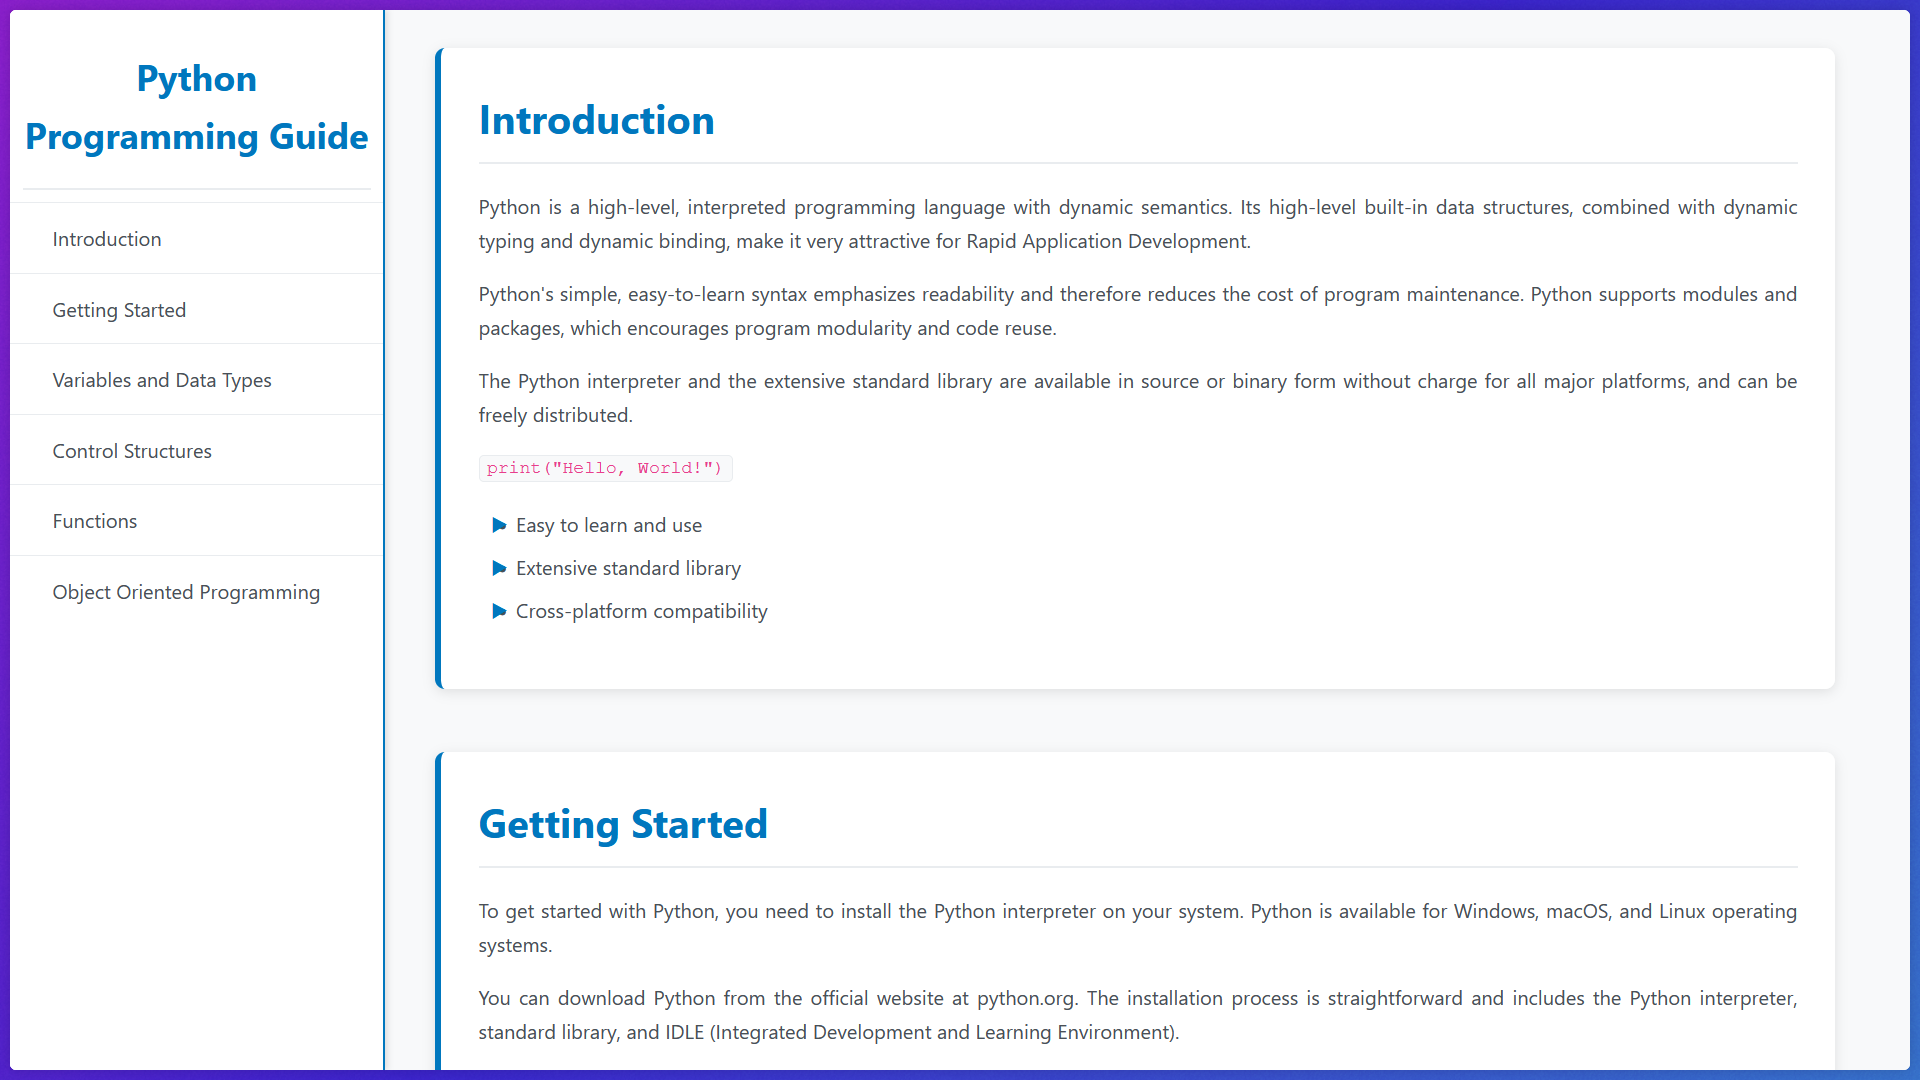 Python
Programming Guide
Introduction
Getting Started
Variables and Data Types
Control Structures
Functions
Object Oriented Programming
Introduction
Python is a high-level, interpreted programming language with dynamic semantics. Its high-level built-in data structures, combined with dynamic
typing and dynamic binding, make it very attractive for Rapid Application Development.
Python's simple, easy-to-learn syntax emphasizes readability and therefore reduces the cost of program maintenance. Python supports modules and
packages, which encourages program modularity and code reuse.
The Python interpreter and the extensive standard library are available in source or binary form without charge for all major platforms, and can be
freely distributed.
print("Hello, World!")
Easy to learn and use
Extensive standard library
Cross-platform compatibility
Getting Started
To get started with Python, you need to install the Python interpreter on your system. Python is available for Windows, macOS, and Linux operating
systems.
You can download Python from the official website at python.org. The installation process is straightforward and includes the Python interpreter,
standard library, and IDLE (Integrated Development and Learning Environment).